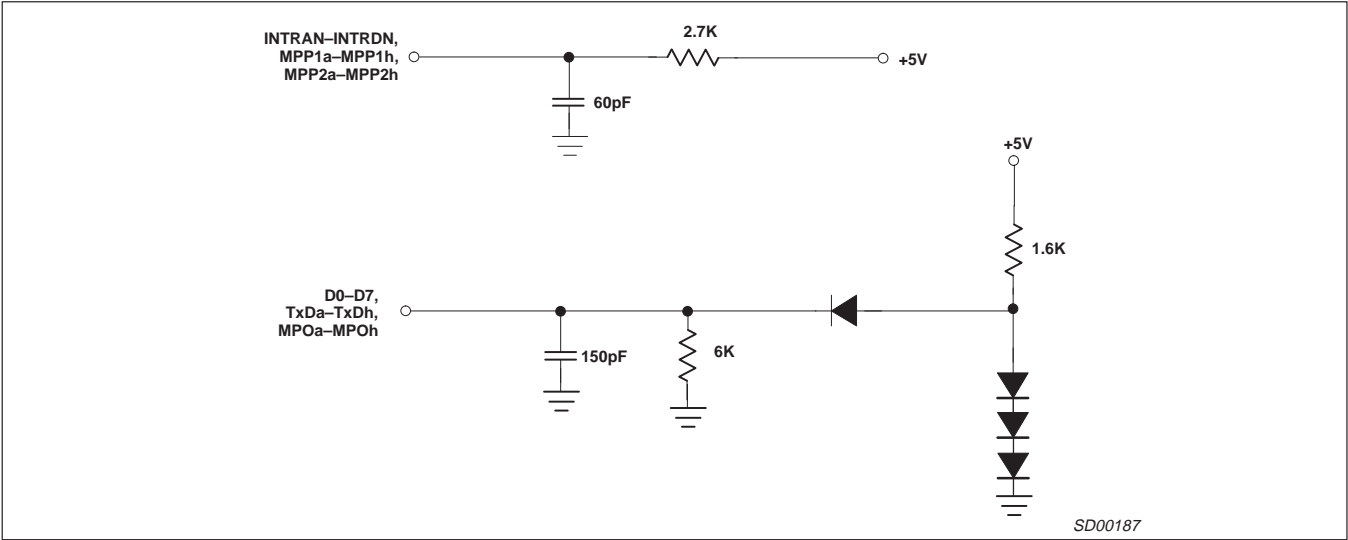 INTRAN–INTRDN,
MPP1a–MPP1h,
MPP2a–MPP2h
2.7K
+5V
60pF
+5V
1.6K
D0–D7,
TxDa–TxDh,
MPOa–MPOh
150pF
6K
SD00187